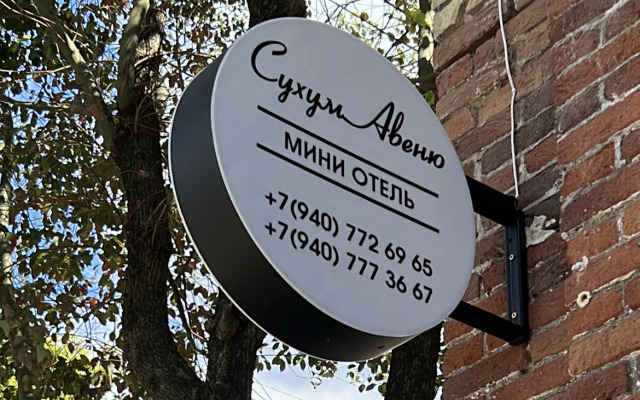 Сухум Авеню
МИНИ ОТЕЛЬ
+7(940) 772 69 65
+7(940) 777 36 67